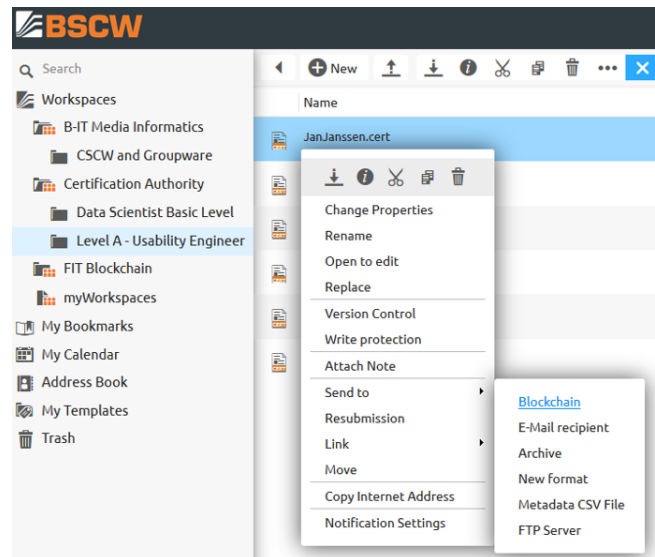 BSCW
Search
Workspaces
B-IT Media Informatics
CSCW and Groupware
Certification Authority
Data Scientist Basic Level
Level A - Usability Engineer
FIT Blockchain
myWorkspaces
My Bookmarks
My Calendar
Address Book
My Templates
Trash
New
Name
JanJanssen.cert
Change Properties
Rename
Open to edit
Replace
Version Control
Write protection
Attach Note
Send to
Resubmission
Link
Move
Copy Internet Address
Notification Settings
Blockchain
E-Mail recipient
Archive
New format
Metadata CSV File
FTP Server